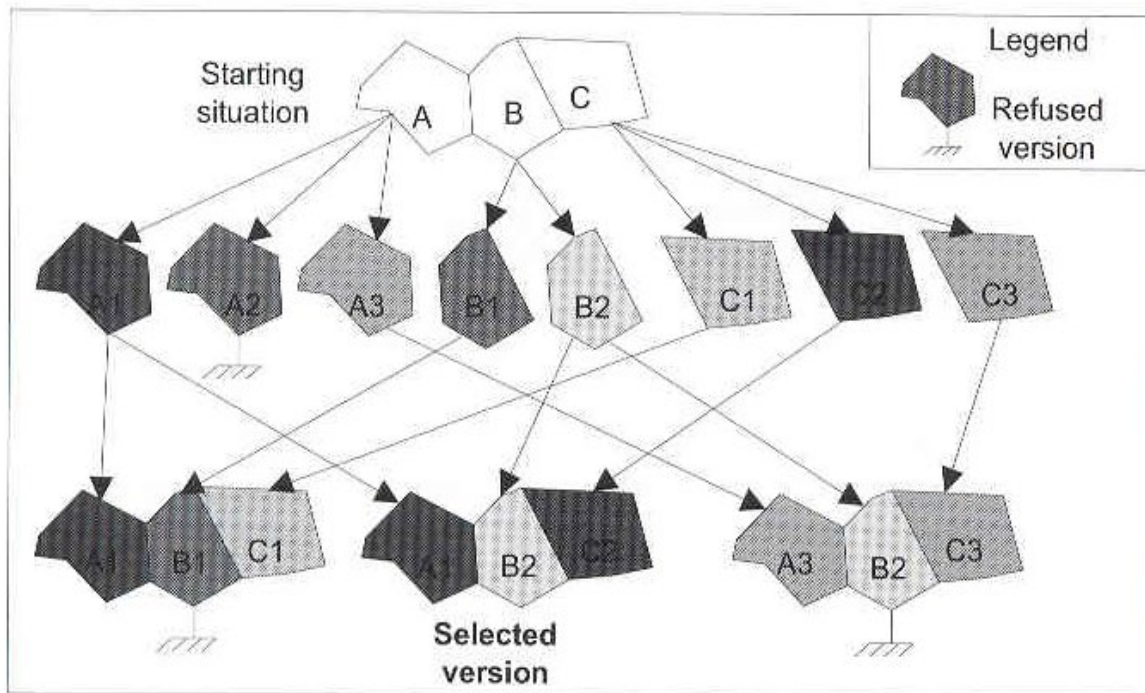 Starting
situation
A
B
C
Legend
Refused
version
A1
A2
A3
B1
B2
C1
C2
C3
A1
B1
C1
A1
B2
C2
A3
B2
C3
Selected
version